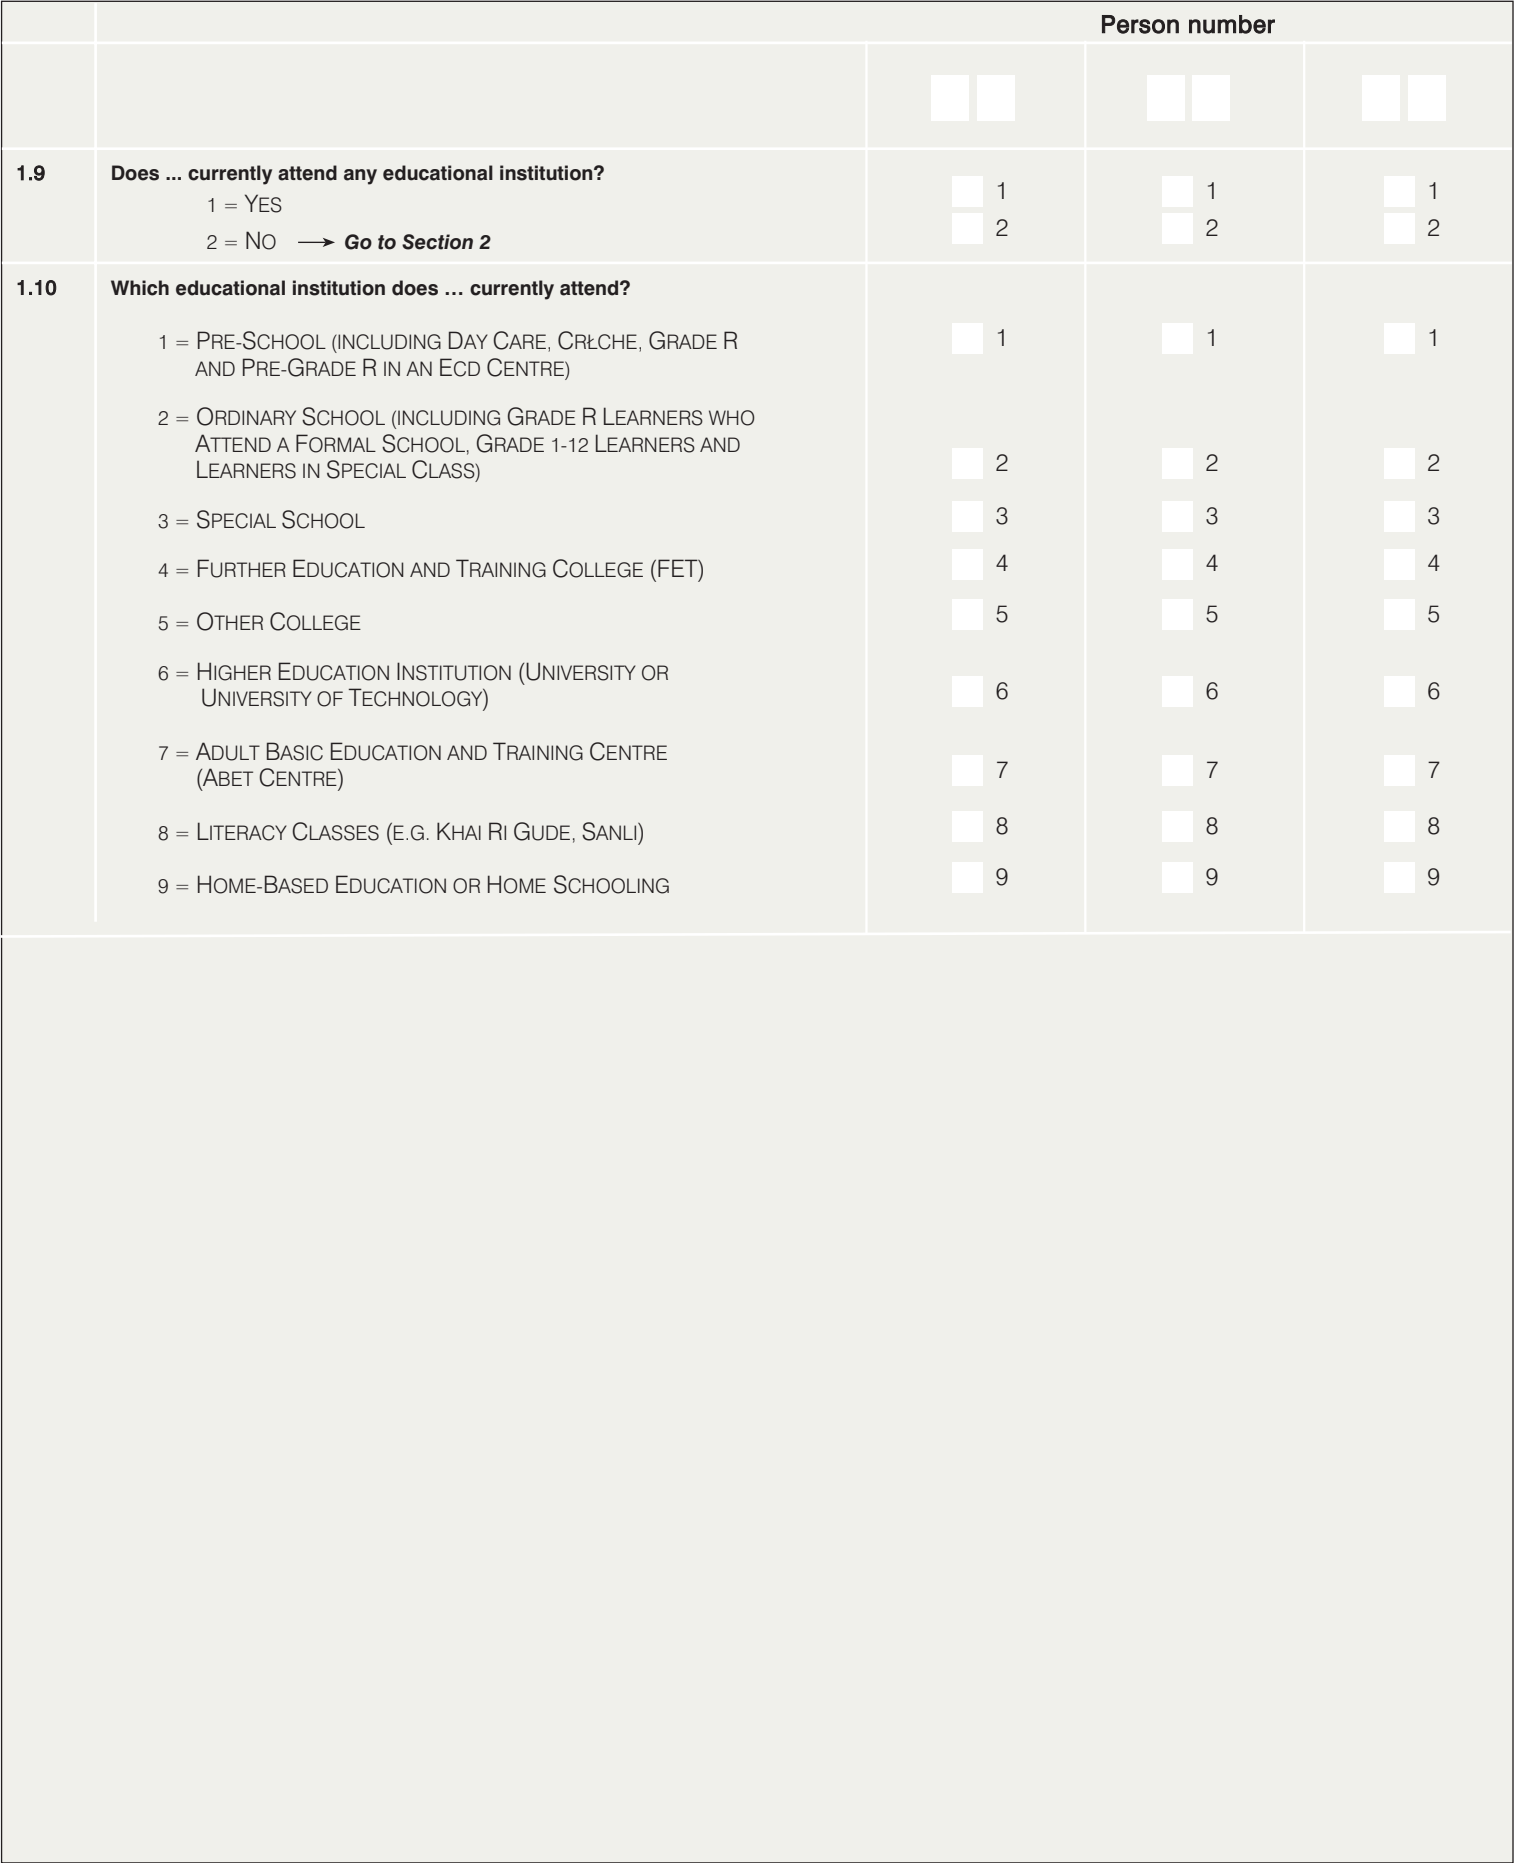 Person number
1.9 Does ... currently attend any educational institution?
1 = YES 1 1 1
2 = NO → Go to Section 2 2 2 2
1.10 Which educational institution does ... currently attend?
1 = PRE-SCHOOL (INCLUDING DAY CARE, CRŁCHE, GRADE R 1 1 1
AND PRE-GRADE R IN AN ECD CENTRE)
2 = ORDINARY SCHOOL (INCLUDING GRADE R LEARNERS WHO
ATTEND A FORMAL SCHOOL, GRADE 1-12 LEARNERS AND
LEARNERS IN SPECIAL CLASS) 2 2 2
3 = SPECIAL SCHOOL 3 3 3
4 = FURTHER EDUCATION AND TRAINING COLLEGE (FET) 4 4 4
5 = OTHER COLLEGE 5 5 5
6 = HIGHER EDUCATION INSTITUTION (UNIVERSITY OR
UNIVERSITY OF TECHNOLOGY) 6 6 6
7 = ADULT BASIC EDUCATION AND TRAINING CENTRE
(ABET CENTRE) 7 7 7
8 = LITERACY CLASSES (E.G. KHAI RI GUDE, SANLI) 8 8 8
9 = HOME-BASED EDUCATION OR HOME SCHOOLING 9 9 9